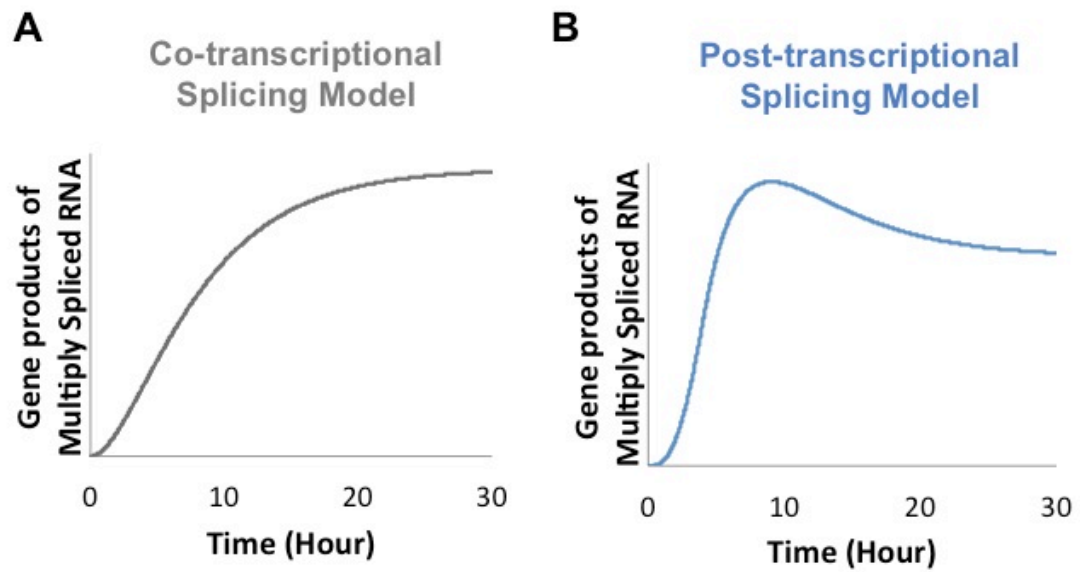 A
Co-transcriptional
Splicing Model
Gene products of
Multiply Spliced RNA
0 10 20 30
Time (Hour)
B
Post-transcriptional
Splicing Model
Gene products of
Multiply Spliced RNA
0 10 20 30
Time (Hour)